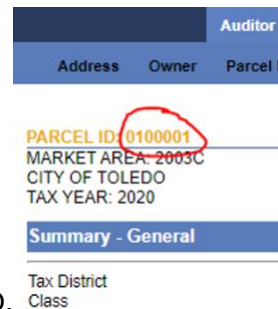 Auditor
Address Owner Parcel
PARCEL ID: 0100001
MARKET AREA: 2003C
CITY OF TOLEDO
TAX YEAR: 2020
Summary - General
Tax District
Class